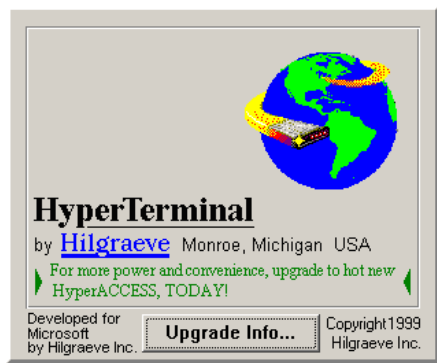 HyperTerminal
by Hilgraeve Monroe, Michigan USA
For more power and convenience, upgrade to hot new
HyperACCESS, TODAY!
Developed for
Microsoft
by Hilgraeve Inc.
Upgrade Info...
Copyright1999
Hilgraeve Inc.